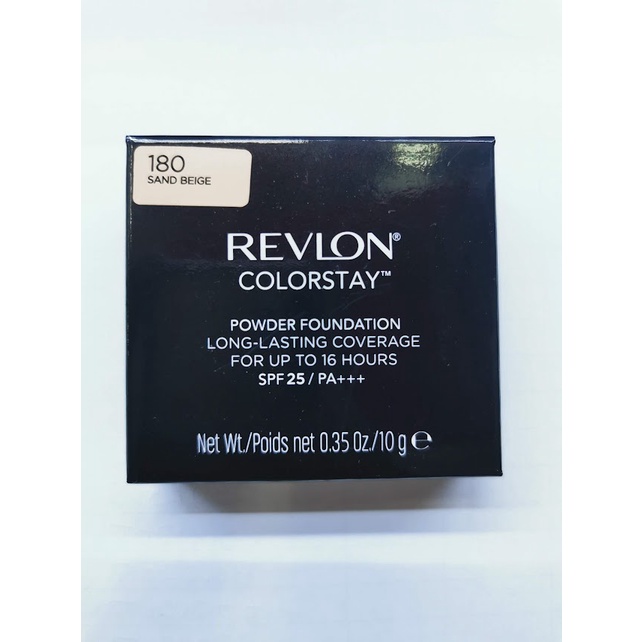 180
SAND BEIGE
REVLON®
COLORSTAY™
POWDER FOUNDATION
LONG-LASTING COVERAGE
FOR UP TO 16 HOURS
SPF 25 / PA+++
Net Wt./Poids net 0.35 Oz./10 g ℮